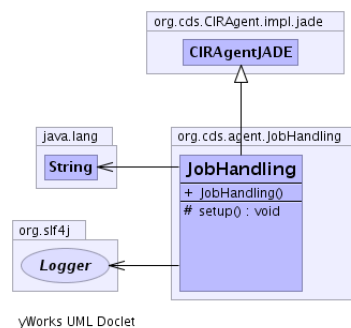 org.cds.CIRAgent.impl.jade
CIRAgentJADE
java.lang
String
org.cds.agent.JobHandling
JobHandling
+ JobHandling()
# setup() : void
org.slf4j
Logger
yWorks UML Doclet